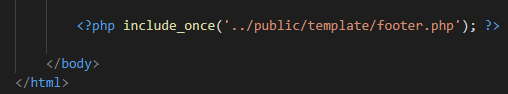 <?php include_once('../public/template/footer.php'); ?>
</body>
</html>